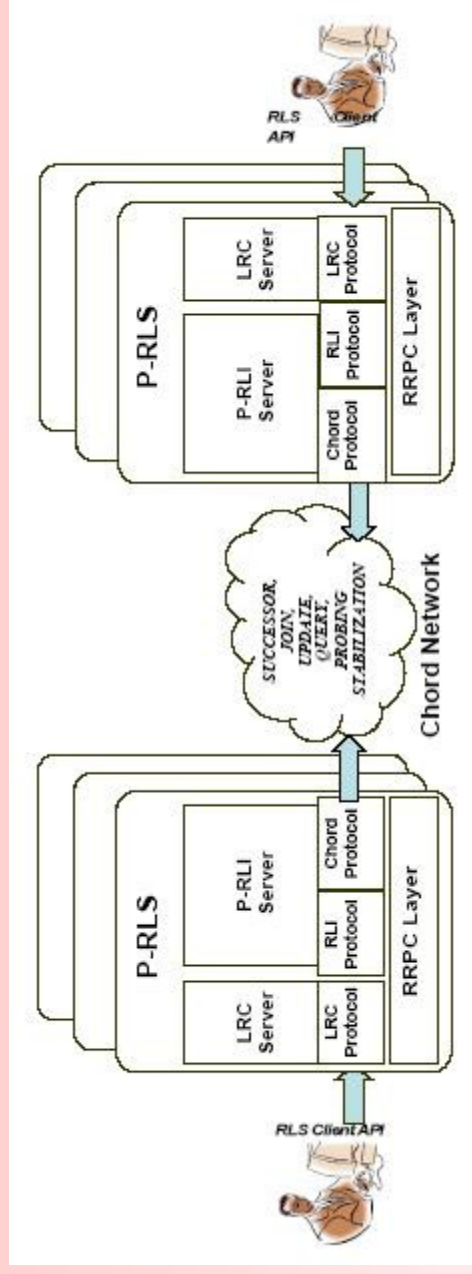 P-RLS
LRC
Server
P-RLI
Server
LRC
Protocol
RLI
Protocol
Chord
Protocol
RRPC Layer
RLS Client API
SUCCESSOR,
JOIN,
UPDATE,
QUERY,
PROBING
STABILIZATION
Chord Network
P-RLS
P-RLI
Server
LRC
Server
Chord
Protocol
RLI
Protocol
LRC
Protocol
RRPC Layer
RLS Client
API